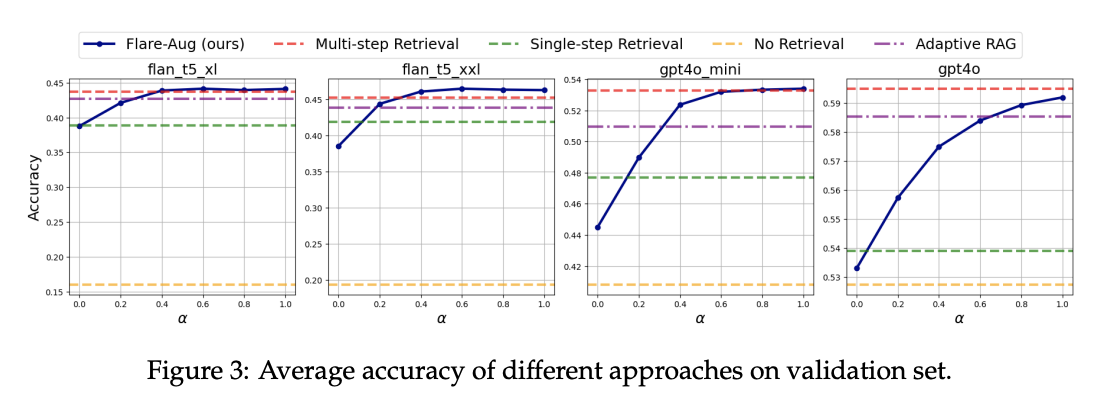 Flare-Aug (ours) Multi-step Retrieval Single-step Retrieval No Retrieval Adaptive RAG
flan_t5_xl flan_t5_xxl gpt4o_mini gpt4o
Accuracy
0.45
0.40
0.35
0.30
0.25
0.20
0.15
0.0 0.2 0.4 0.6 0.8 1.0
α
0.45
0.40
0.35
0.30
0.25
0.20
0.0 0.2 0.4 0.6 0.8 1.0
α
0.54
0.52
0.50
0.48
0.46
0.44
0.42
0.0 0.2 0.4 0.6 0.8 1.0
α
0.59
0.58
0.57
0.56
0.55
0.54
0.53
0.0 0.2 0.4 0.6 0.8 1.0
α
Figure 3: Average accuracy of different approaches on validation set.